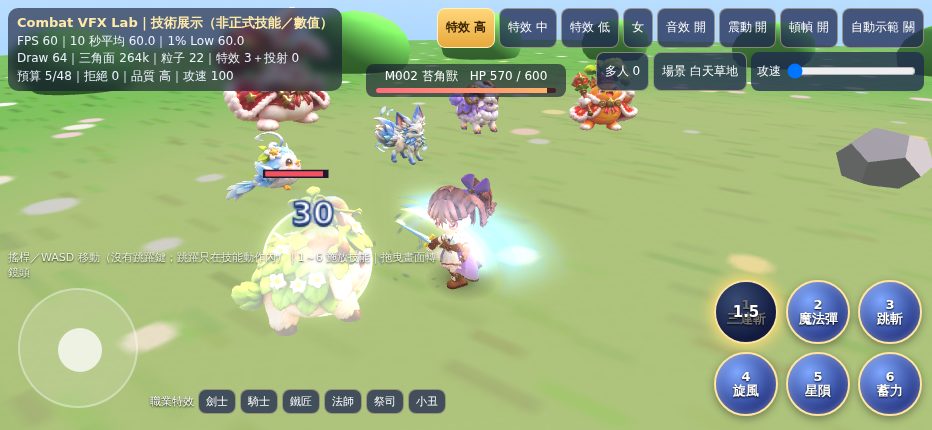 Combat VFX Lab｜技術展示（非正式技能／數值）
FPS 60｜10 秒平均 60.0｜1% Low 60.0
Draw 64｜三角面 264k｜粒子 22｜特效 3＋投射 0
預算 5/48｜拒絕 0｜品質 高｜攻速 100
特效 高
特效 中
特效 低
女
音效 開
震動 開
頓幀 開
自動示範 關
M002 苔角獸 HP 570 / 600
多人 0
場景 白天草地
攻速
30
搖桿／WASD 移動（沒有跳躍鍵；跳躍只在技能動作內）｜1～6 施放技能｜拖曳畫面轉
鏡頭
1
1.5
三連斬
2
魔法彈
3
跳斬
4
旋風
5
星隕
6
蓄力
職業特效
劍士
騎士
鐵匠
法師
祭司
小丑